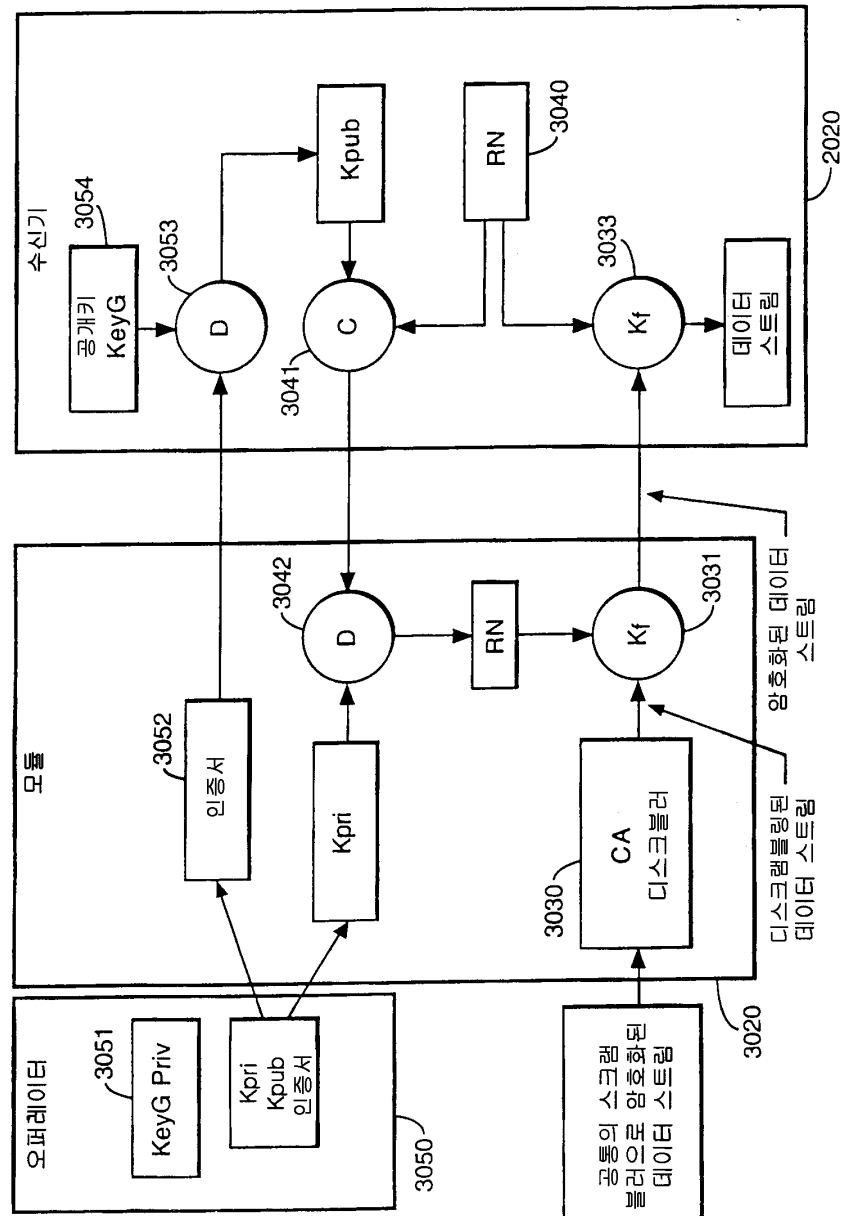 오퍼레이터
3051
KeyG Priv
Kpri
Kpub
인증서
3050
공통의 스크램
블러으로 암호화된
데이터 스트림
모듈
3052
인증서
3042
D
Kpri
RN
3030
CA
디스크블러
Kf
3031
3020
디스크램블링된
데이터 스트림
암호화된 데이터
스트림
수신기
3054
공개키
KeyG
3053
D
Kpub
C
3041
RN
3040
3033
Kf
데이터
스트림
2020